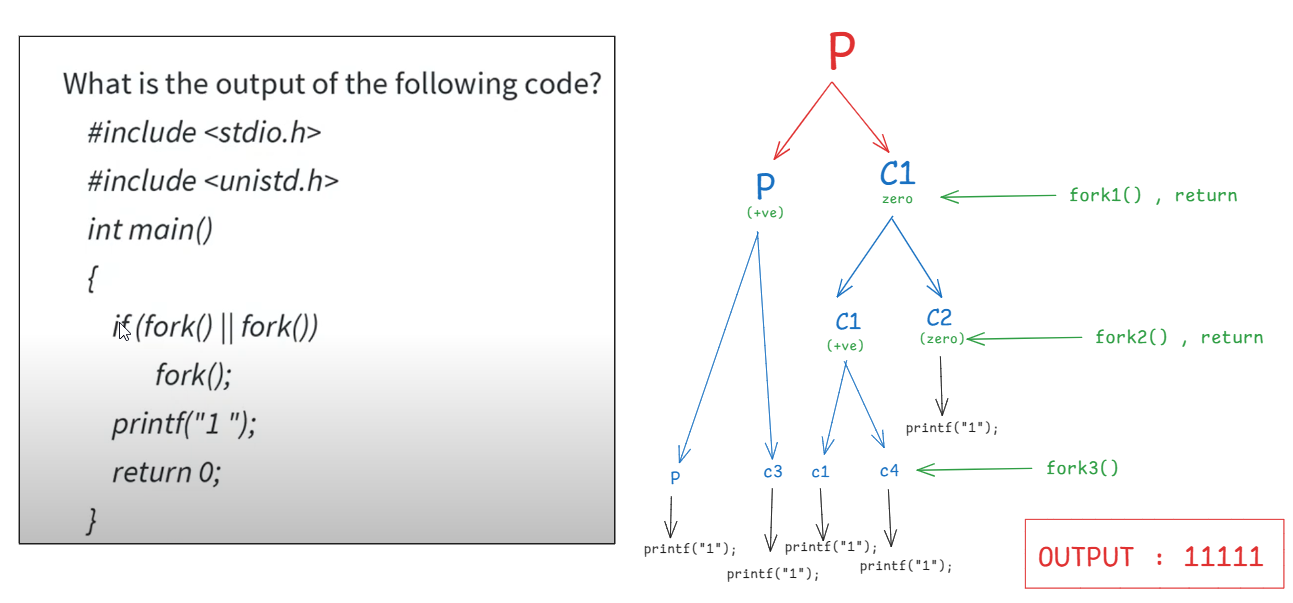 What is the output of the following code?
#include <stdio.h>
#include <unistd.h>
int main()
{
if (fork() || fork())
fork();
printf("1 ");
return 0;
}
P
P
(+ve)
C1
zero
fork1() , return
C1
(+ve)
C2
(zero)
fork2() , return
printf("1");
P
c3
c1
c4
fork3()
printf("1");
printf("1");
printf("1");
printf("1");
OUTPUT : 11111